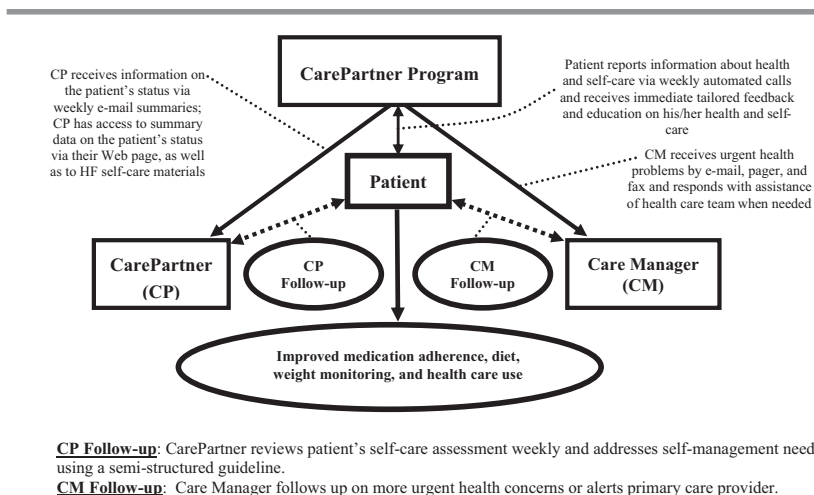 CarePartner Program
CP receives information on
the patient's status via
weekly e-mail summaries;
CP has access to summary
data on the patient's status
via their Web page, as well
as to HF self-care materials
Patient reports information about health
and self-care via weekly automated calls
and receives immediate tailored feedback
and education on his/her health and self-
care
CM receives urgent health
problems by e-mail, pager, and
fax and responds with assistance
of health care team when needed
Patient
CarePartner
(CP)
CP
Follow-up
CM
Follow-up
Care Manager
(CM)
Improved medication adherence, diet,
weight monitoring, and health care use
CP Follow-up: CarePartner reviews patient's self-care assessment weekly and addresses self-management need
using a semi-structured guideline.
CM Follow-up: Care Manager follows up on more urgent health concerns or alerts primary care provider.